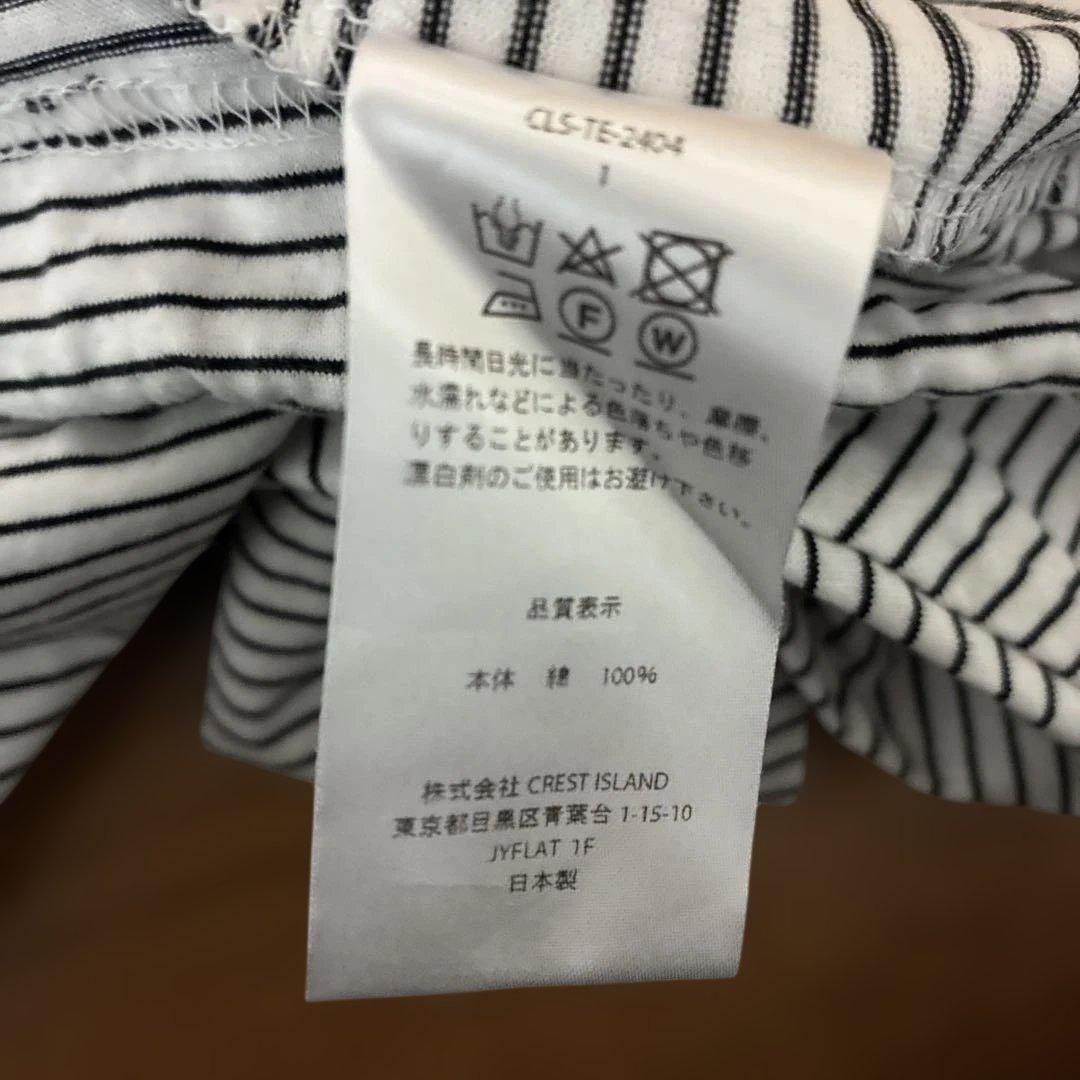 CLS-TE-2404
1
F W
長時間日光に当たったり、摩擦、
水濡れなどによる色落ちや色移
りすることがあります。
漂白剤のご使用はお避け下さい。
品質表示
本体 綿 100%
株式会社 CREST ISLAND
東京都目黒区青葉台 1-15-10
JYFLAT 1F
日本製